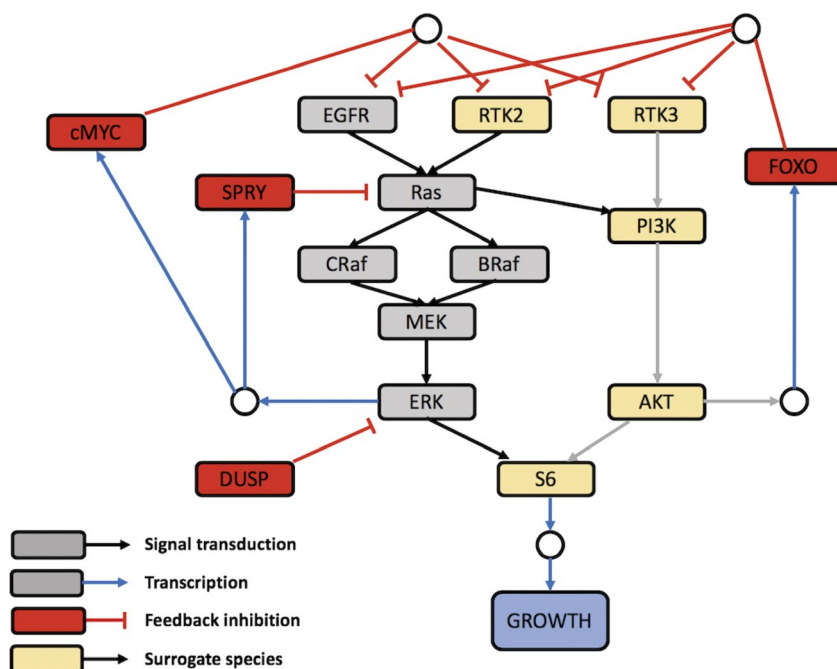 EGFR
RTK2
RTK3
cMYC
FOXO
SPRY
Ras
PI3K
CRaf
BRaf
MEK
ERK
AKT
DUSP
S6
GROWTH
Signal transduction
Transcription
Feedback inhibition
Surrogate species